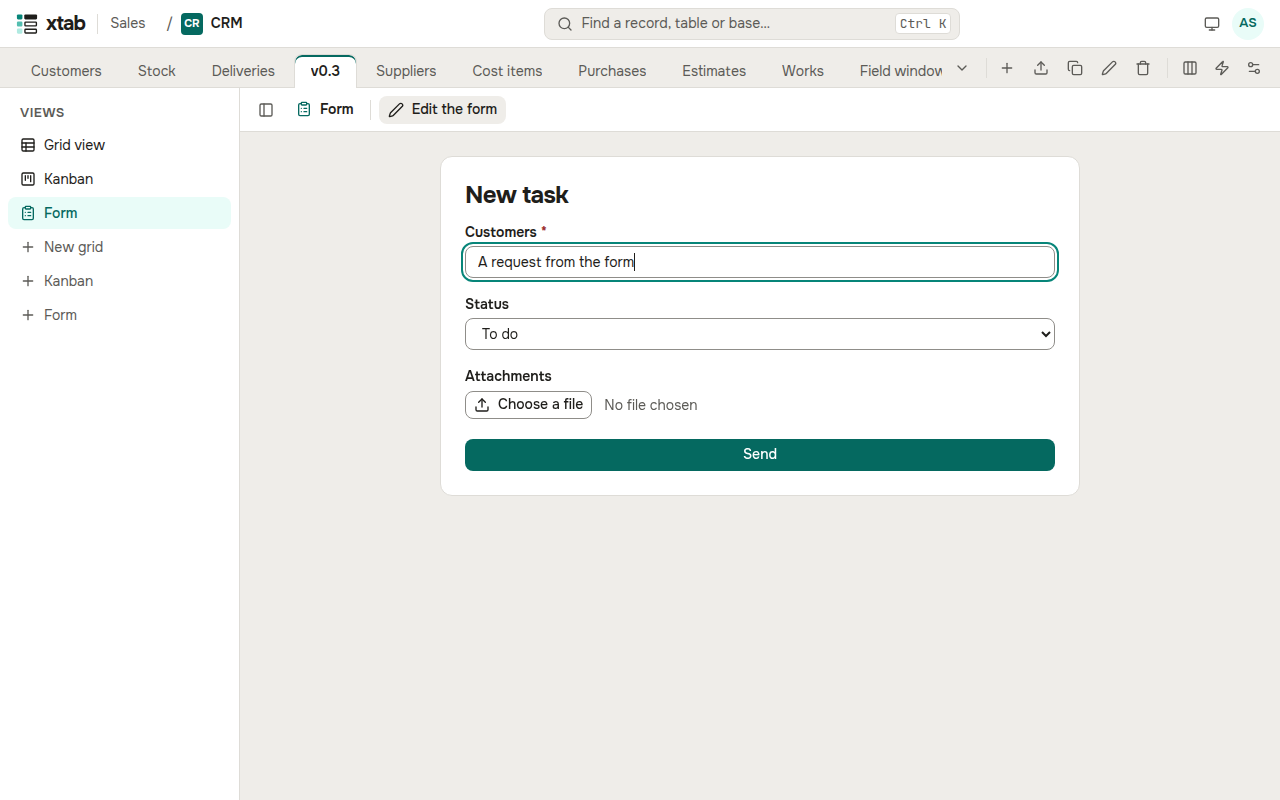 xtab
Sales / CR CRM
Find a record, table or base...
Ctrl K
AS
Customers
Stock
Deliveries
v0.3
Suppliers
Cost items
Purchases
Estimates
Works
Field window
VIEWS
Grid view
Kanban
Form
New grid
Kanban
Form
Form
Edit the form
New task
Customers *
A request from the form
Status
To do
Attachments
Choose a file
No file chosen
Send